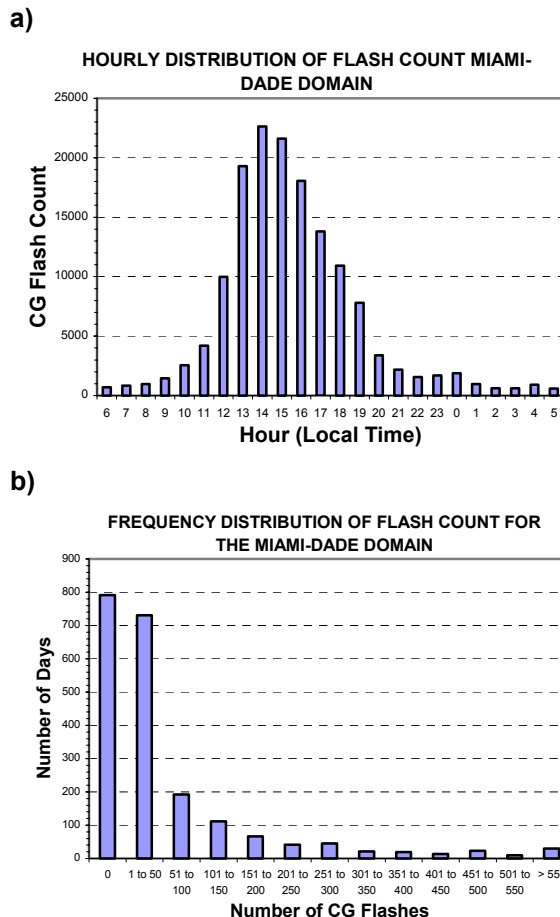 a)
HOURLY DISTRIBUTION OF FLASH COUNT MIAMI-
DADE DOMAIN
25000
20000
15000
10000
5000
0
CG Flash Count
6 7 8 9 10 11 12 13 14 15 16 17 18 19 20 21 22 23 0 1 2 3 4 5
Hour (Local Time)
b)
FREQUENCY DISTRIBUTION OF FLASH COUNT FOR
THE MIAMI-DADE DOMAIN
900
800
700
600
500
400
300
200
100
0
Number of Days
0 1 to 50 51 to 101 to 151 to 201 to 251 to 301 to 351 to 401 to 451 to 501 to > 55
100 150 200 250 300 350 400 450 500 550
Number of CG Flashes